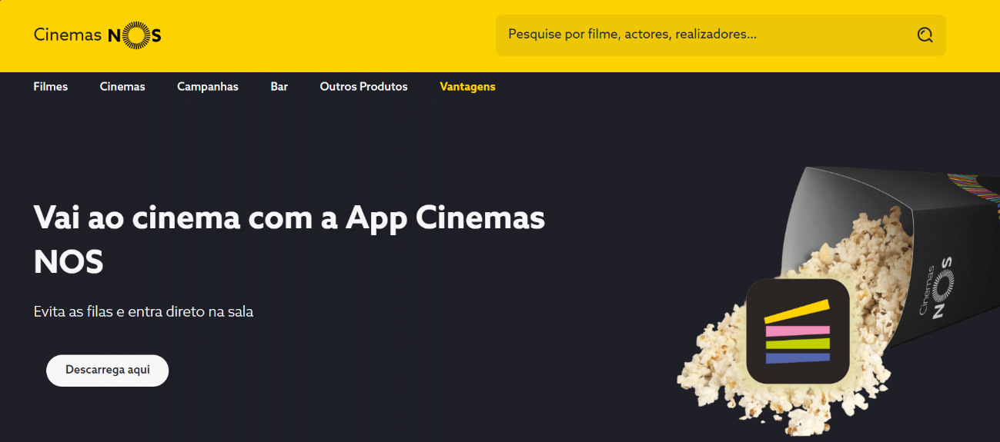 Cinemas NOS
Pesquise por filme, actores, realizadores...
Filmes Cinemas Campanhas Bar Outros Produtos Vantagens
Vai ao cinema com a App Cinemas
NOS
Evita as filas e entra direto na sala
Descarrega aqui
Cinemas
NOS